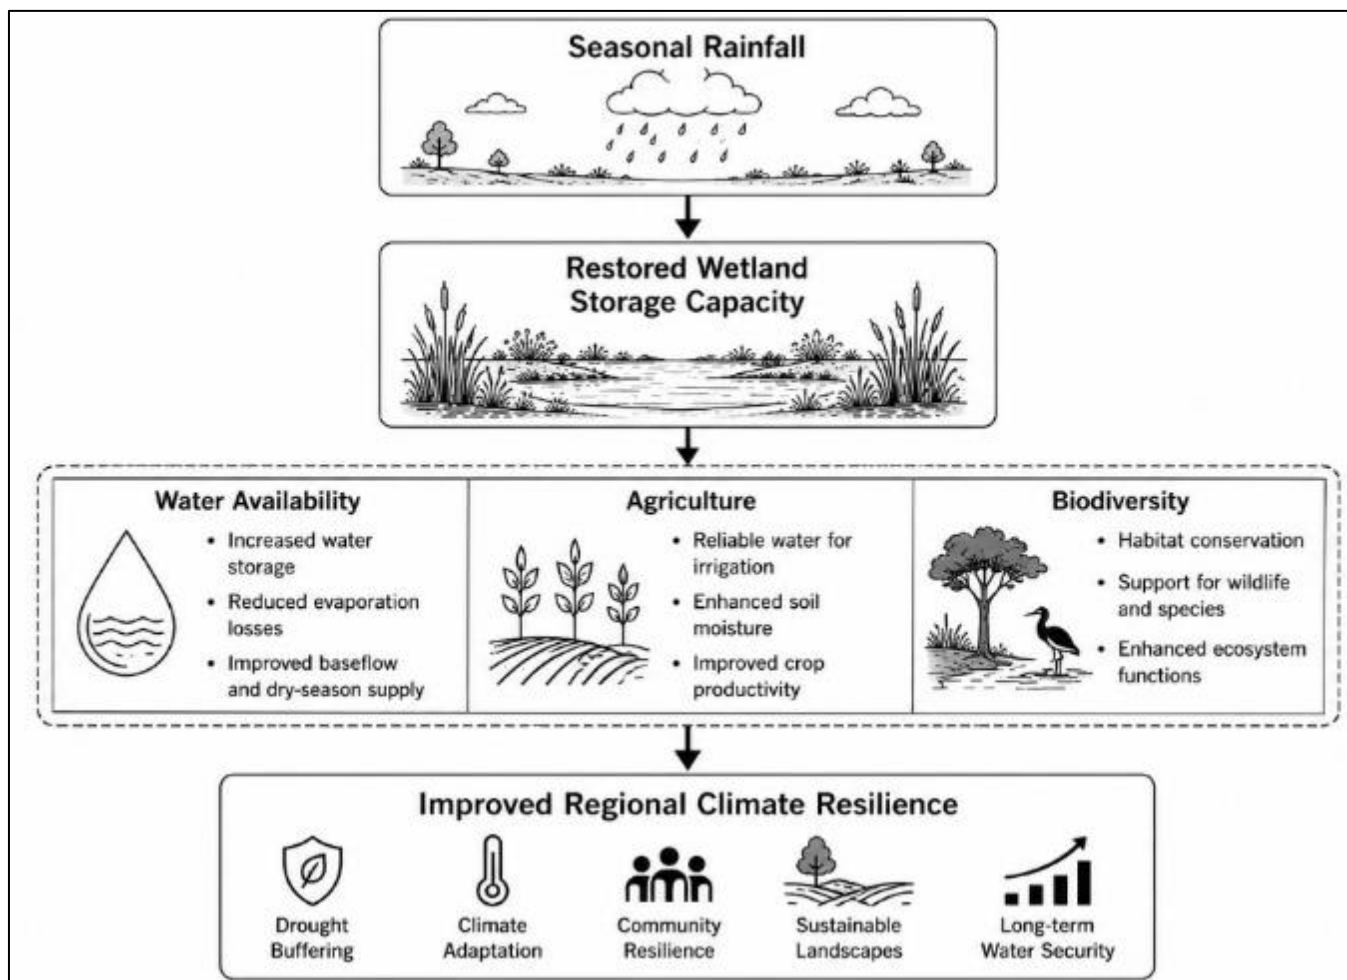 Seasonal Rainfall
Restored Wetland
Storage Capacity
Water Availability
• Increased water
storage
• Reduced evaporation
losses
• Improved baseflow
and dry-season supply
Agriculture
• Reliable water for
irrigation
• Enhanced soil
moisture
• Improved crop
productivity
Biodiversity
• Habitat conservation
• Support for wildlife
and species
• Enhanced ecosystem
functions
Improved Regional Climate Resilience
Drought
Buffering
Climate
Adaptation
Community
Resilience
Sustainable
Landscapes
Long-term
Water Security